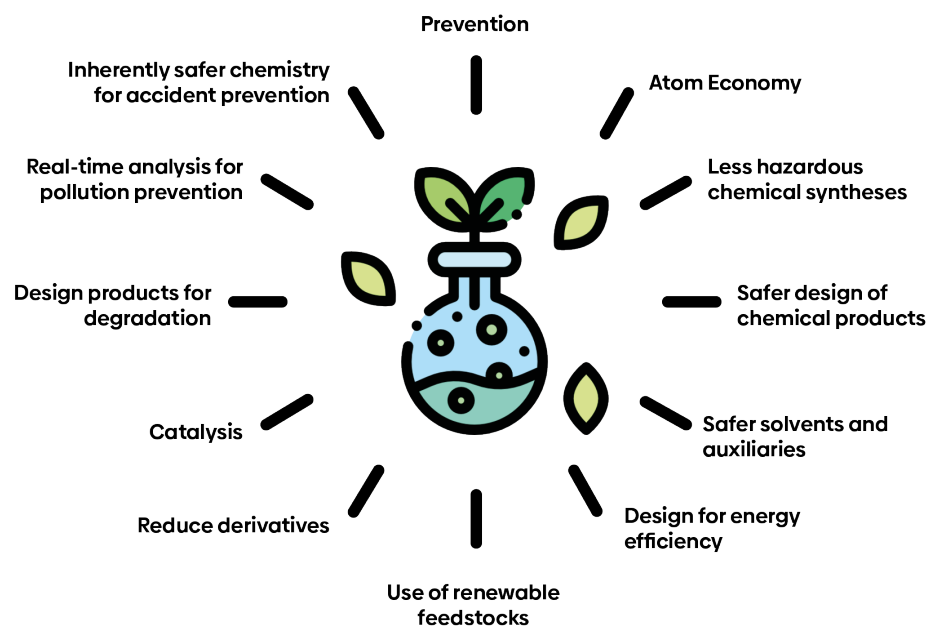 Prevention
Atom Economy
Less hazardous
chemical syntheses
Safer design of
chemical products
Safer solvents and
auxiliaries
Design for energy
efficiency
Use of renewable
feedstocks
Reduce derivatives
Catalysis
Design products for
degradation
Real-time analysis for
pollution prevention
Inherently safer chemistry
for accident prevention